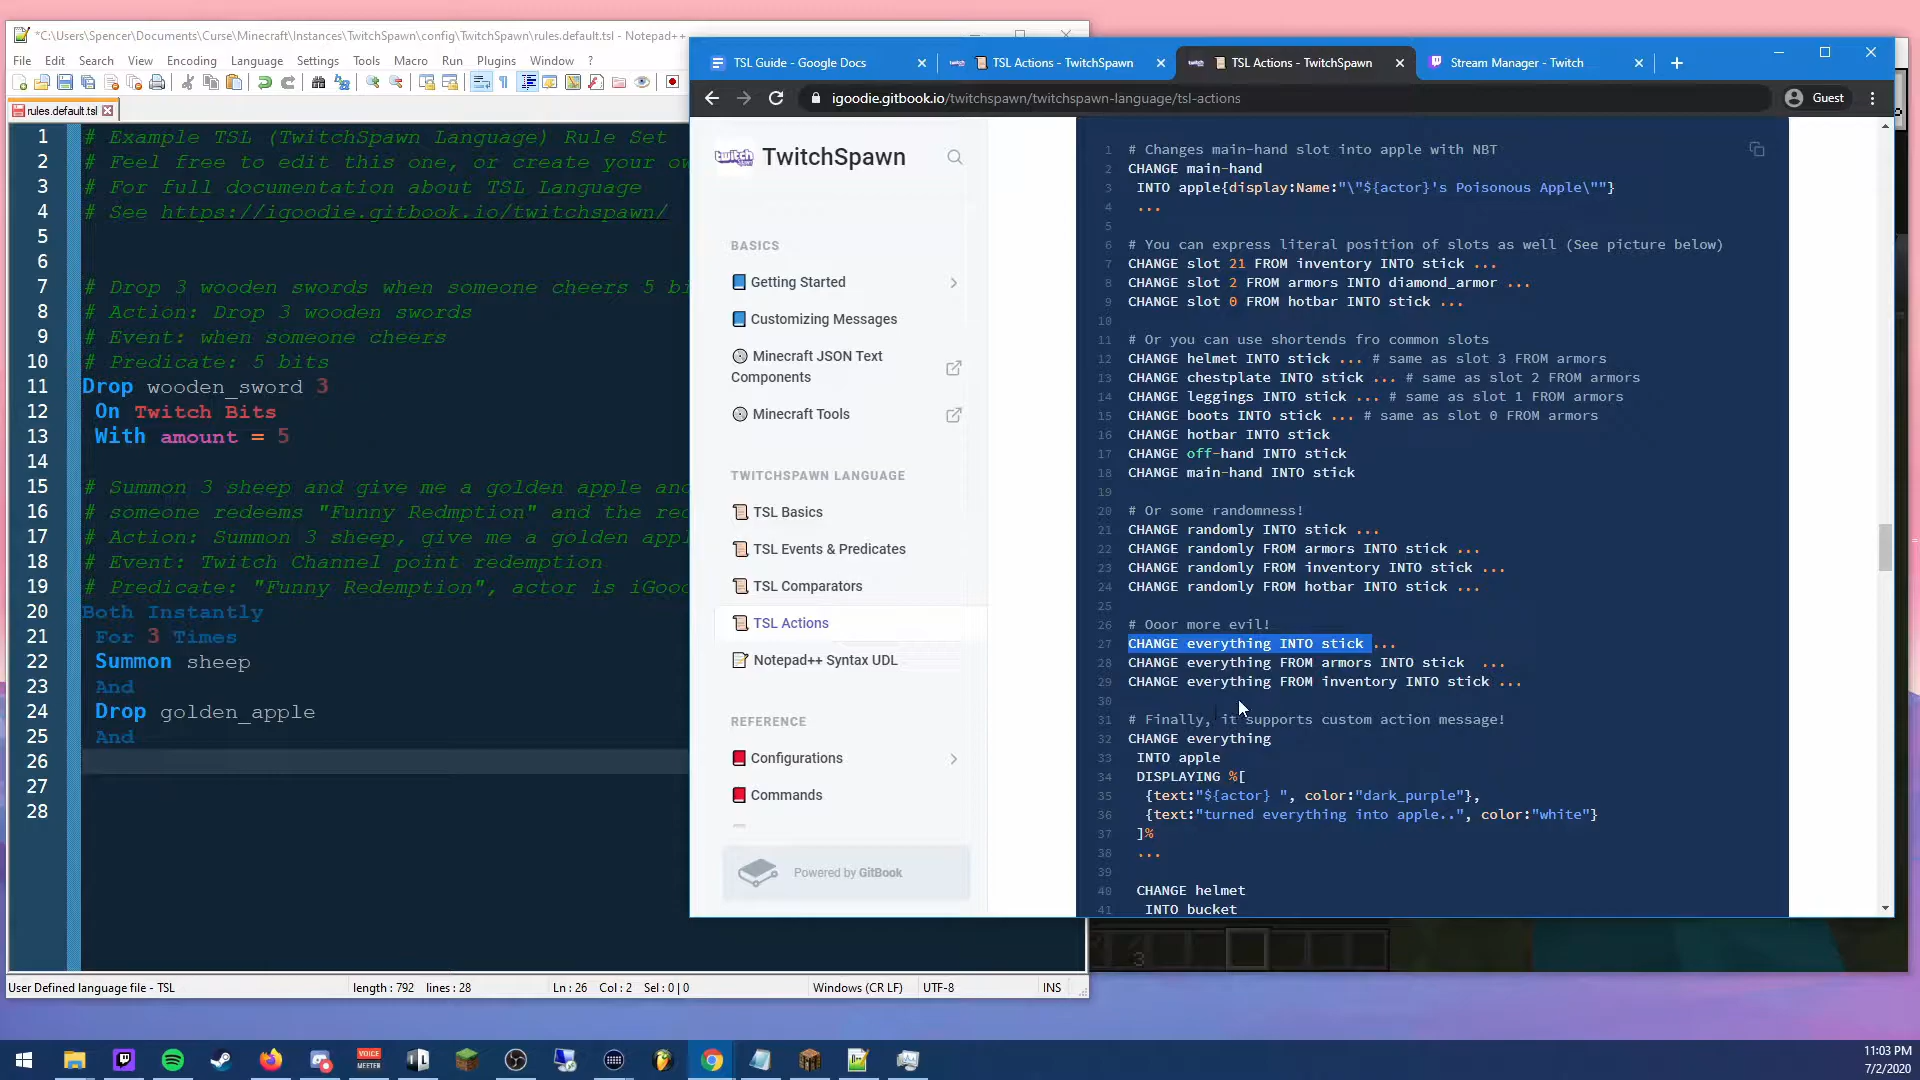 *C:\Users\Spencer\Documents\Curse\Minecraft\Instances\TwitchSpawn\config\TwitchSpawn\rules.default.tsl - Notepad++
File Edit Search View Encoding Language Settings Tools Macro Run Plugins Window ?
rules.default.tsl
1 # Example TSL (TwitchSpawn Language) Rule Set
2 # Feel free to edit this one, or create your ow
3 # For full documentation about TSL Language
4 # See https://igoodie.gitbook.io/twitchspawn/
5
6
7 # Drop 3 wooden swords when someone cheers 5 bi
8 # Action: Drop 3 wooden swords
9 # Event: when someone cheers
10 # Predicate: 5 bits
11 Drop wooden_sword 3
12 On Twitch Bits
13 With amount = 5
14
15 # Summon 3 sheep and give me a golden apple and
16 # someone redeems "Funny Redmption" and the red
17 # Action: Summon 3 sheep, give me a golden appl
18 # Event: Twitch Channel point redemption
19 # Predicate: "Funny Redemption", actor is iGoo
20 Both Instantly
21 For 3 Times
22 Summon sheep
23 And
24 Drop golden_apple
25 And
26
27
28
User Defined language file - TSL length : 792 lines : 28 Ln : 26 Col : 2 Sel : 0 | 0 Windows (CR LF) UTF-8 INS
TSL Guide - Google Docs
TSL Actions - TwitchSpawn
TSL Actions - TwitchSpawn
Stream Manager - Twitch
igoodie.gitbook.io/twitchspawn/twitchspawn-language/tsl-actions
Guest
twitch
TwitchSpawn
BASICS
Getting Started
Customizing Messages
Minecraft JSON Text
Components
Minecraft Tools
TWITCHSPAWN LANGUAGE
TSL Basics
TSL Events & Predicates
TSL Comparators
TSL Actions
Notepad++ Syntax UDL
REFERENCE
Configurations
Commands
Powered by GitBook
1 # Changes main-hand slot into apple with NBT
2 CHANGE main-hand
3 INTO apple{display:Name:"\"${actor}'s Poisonous Apple\""}
4 ...
5
6 # You can express literal position of slots as well (See picture below)
7 CHANGE slot 21 FROM inventory INTO stick ...
8 CHANGE slot 2 FROM armors INTO diamond_armor ...
9 CHANGE slot 0 FROM hotbar INTO stick ...
10
11 # Or you can use shortends fro common slots
12 CHANGE helmet INTO stick ... # same as slot 3 FROM armors
13 CHANGE chestplate INTO stick ... # same as slot 2 FROM armors
14 CHANGE leggings INTO stick ... # same as slot 1 FROM armors
15 CHANGE boots INTO stick ... # same as slot 0 FROM armors
16 CHANGE hotbar INTO stick
17 CHANGE off-hand INTO stick
18 CHANGE main-hand INTO stick
19
20 # Or some randomness!
21 CHANGE randomly INTO stick ...
22 CHANGE randomly FROM armors INTO stick ...
23 CHANGE randomly FROM inventory INTO stick ...
24 CHANGE randomly FROM hotbar INTO stick ...
25
26 # Ooor more evil!
27 CHANGE everything INTO stick ...
28 CHANGE everything FROM armors INTO stick ...
29 CHANGE everything FROM inventory INTO stick ...
30
31 # Finally, it supports custom action message!
32 CHANGE everything
33 INTO apple
34 DISPLAYING %[
35 {text:"${actor} ", color:"dark_purple"},
36 {text:"turned everything into apple..", color:"white"}
37 ]%
38 ...
39
40 CHANGE helmet
41 INTO bucket
3
VOICE
MEETER
11:03 PM
7/2/2020